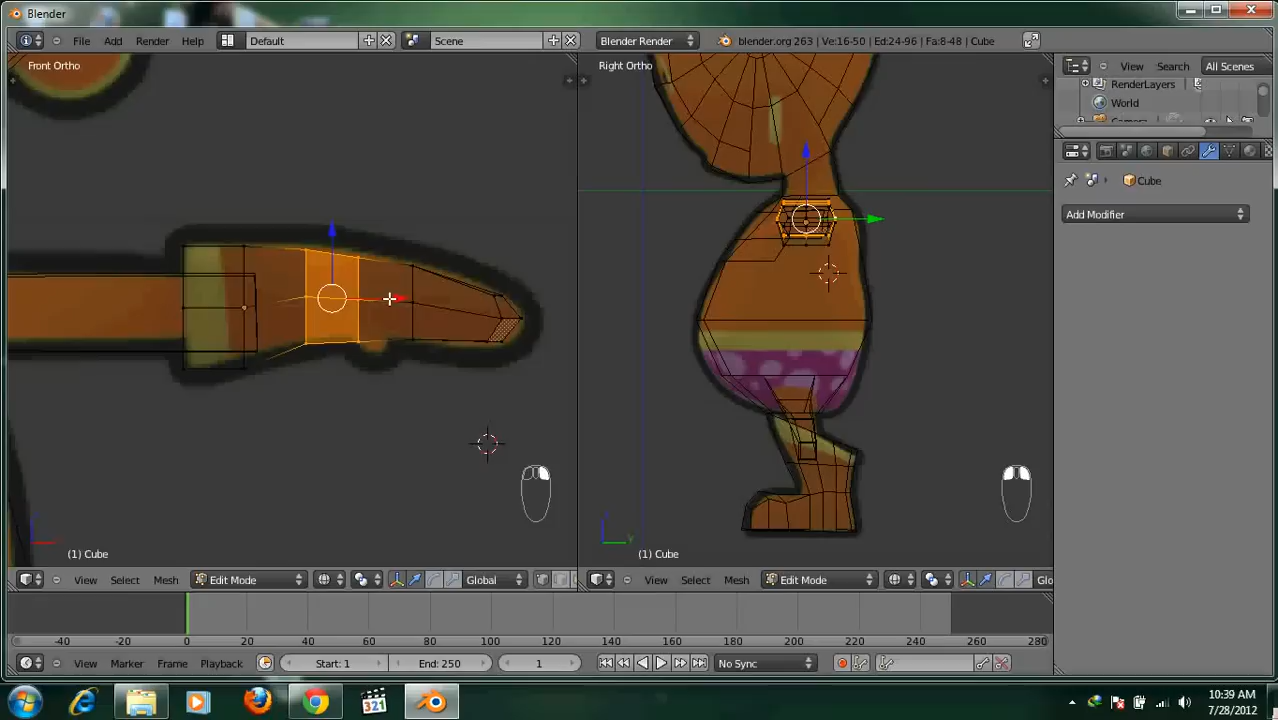 Blender
File Add Render Help Default Scene Blender Render blender.org 263 | Ve:16-50 | Ed:24-96 | Fa:8-48 | Cube
Front Ortho
Right Ortho
View Search All Scenes
RenderLayers
World
Cube
Add Modifier
(1) Cube
(1) Cube
View Select Mesh Edit Mode Global
View Select Mesh Edit Mode Glo
-40 -20 0 20 40 60 80 100 120 140 160 180 200 220 240 260 280
View Marker Frame Playback Start: 1 End: 250 1 No Sync
321
10:39 AM
7/28/2012